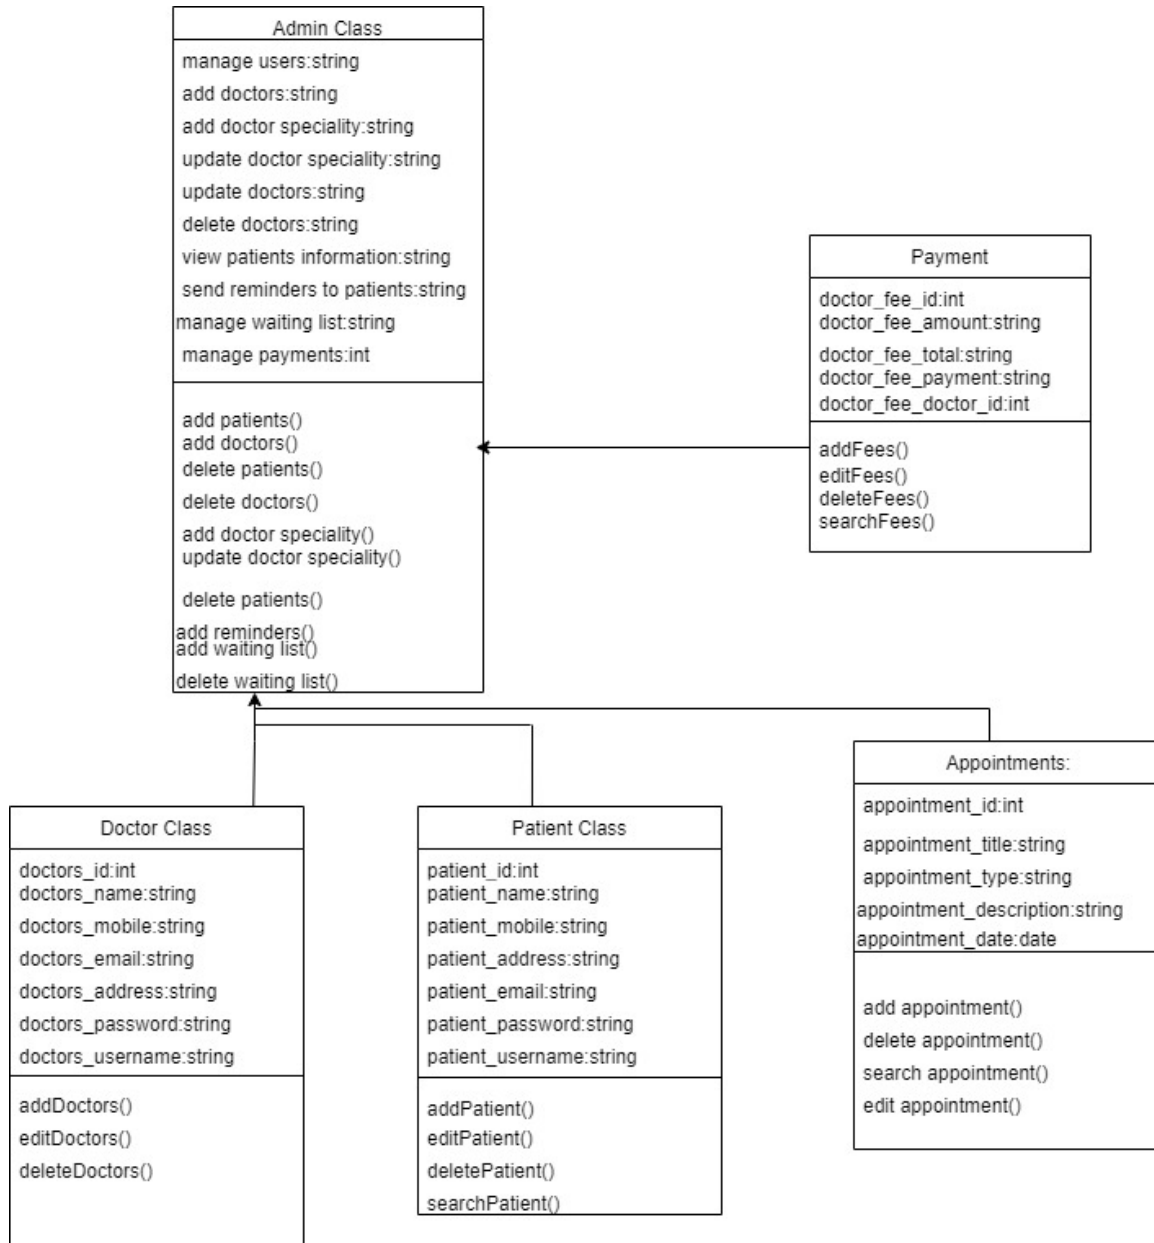 Admin Class
manage users:string
add doctors:string
add doctor speciality:string
update doctor speciality:string
update doctors:string
delete doctors:string
view patients information:string
send reminders to patients:string
manage waiting list:string
manage payments:int
add patients()
add doctors()
delete patients()
delete doctors()
add doctor speciality()
update doctor speciality()
delete patients()
add reminders()
add waiting list()
delete waiting list()
Payment
doctor_fee_id:int
doctor_fee_amount:string
doctor_fee_total:string
doctor_fee_payment:string
doctor_fee_doctor_id:int
addFees()
editFees()
deleteFees()
searchFees()
Doctor Class
doctors_id:int
doctors_name:string
doctors_mobile:string
doctors_email:string
doctors_address:string
doctors_password:string
doctors_username:string
addDoctors()
editDoctors()
deleteDoctors()
Patient Class
patient_id:int
patient_name:string
patient_mobile:string
patient_address:string
patient_email:string
patient_password:string
patient_username:string
addPatient()
editPatient()
deletePatient()
searchPatient()
Appointments:
appointment_id:int
appointment_title:string
appointment_type:string
appointment_description:string
appointment_date:date
add appointment()
delete appointment()
search appointment()
edit appointment()